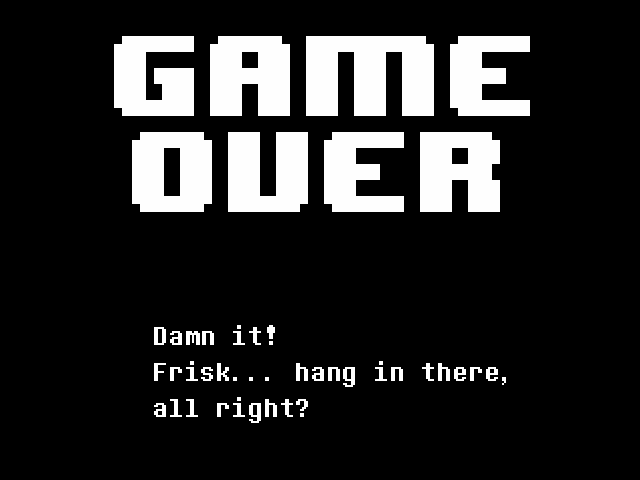 GAME
OVER
Damn it!
Frisk... hang in there,
all right?